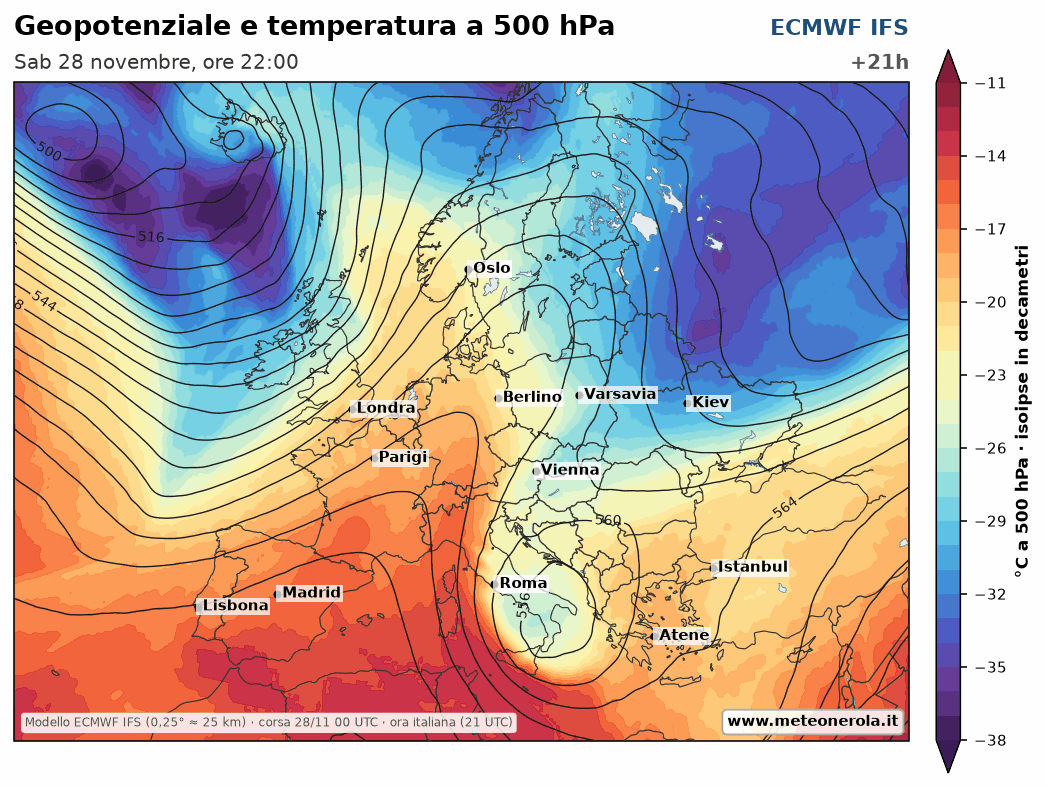 Geopotenziale e temperatura a 500 hPa
ECMWF IFS
Sab 28 novembre, ore 22:00
+21h
500
516
544
8
Oslo
Londra
Berlino
Varsavia
Kiev
Parigi
Vienna
564
560
Istanbul
Roma
Madrid
Lisbona
556
Atene
Modello ECMWF IFS (0,25° ≈ 25 km) · corsa 28/11 00 UTC · ora italiana (21 UTC)
www.meteonerola.it
−11
−14
−17
−20
−23
−26
−29
−32
−35
−38
°C a 500 hPa · isoipse in decametri